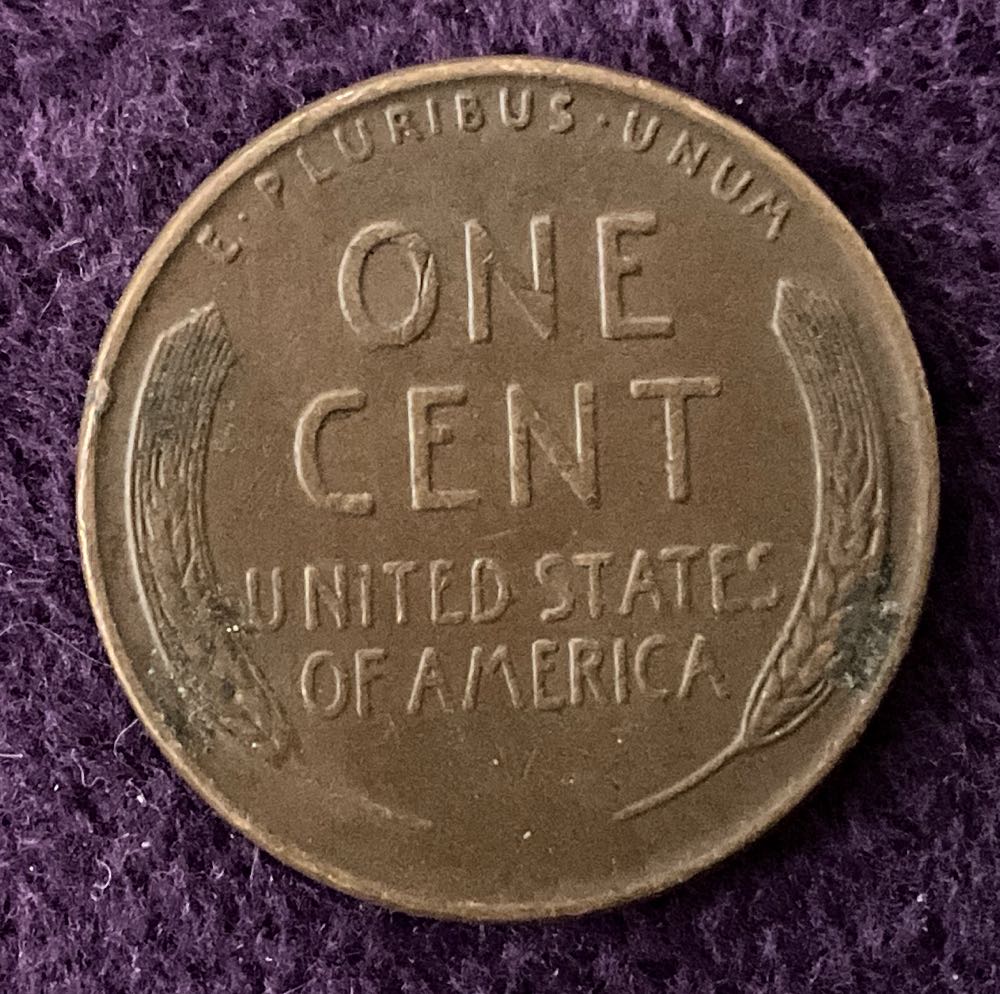 E · PLURIBUS · UNUM
ONE
CENT
UNITED STATES
OF AMERICA